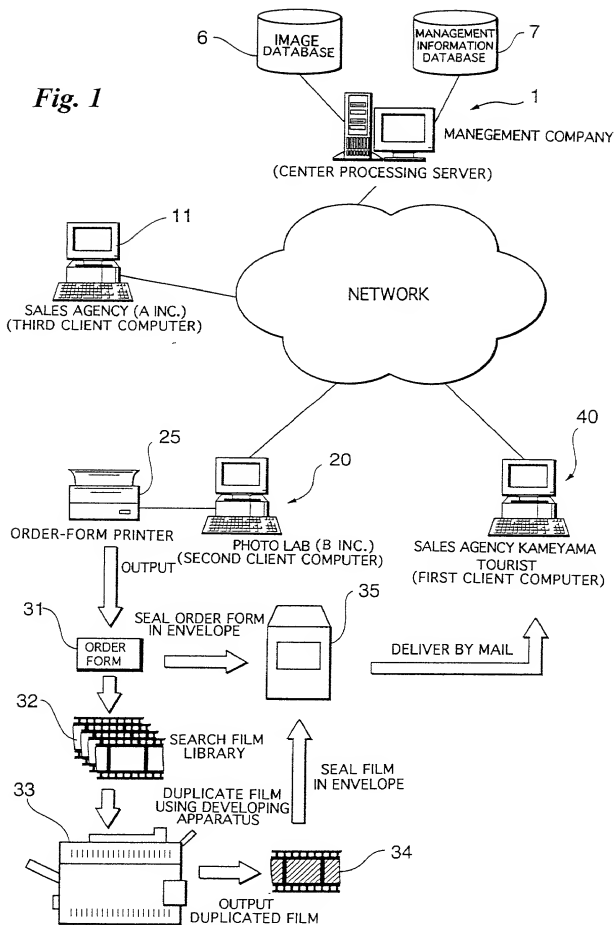 Fig. 1
6
IMAGE
DATABASE
MANAGEMENT
INFORMATION
DATABASE
7
1
MANEGEMENT COMPANY
(CENTER PROCESSING SERVER)
11
SALES AGENCY (A INC.)
(THIRD CLIENT COMPUTER)
NETWORK
25
ORDER-FORM PRINTER
20
PHOTO LAB (B INC.)
(SECOND CLIENT COMPUTER)
40
SALES AGENCY KAMEYAMA
TOURIST
(FIRST CLIENT COMPUTER)
OUTPUT
31
ORDER
FORM
SEAL ORDER FORM
IN ENVELOPE
35
DELIVER BY MAIL
32
SEARCH FILM
LIBRARY
SEAL FILM
IN ENVELOPE
33
DUPLICATE FILM
USING DEVELOPING
APPARATUS
34
OUTPUT
DUPLICATED FILM